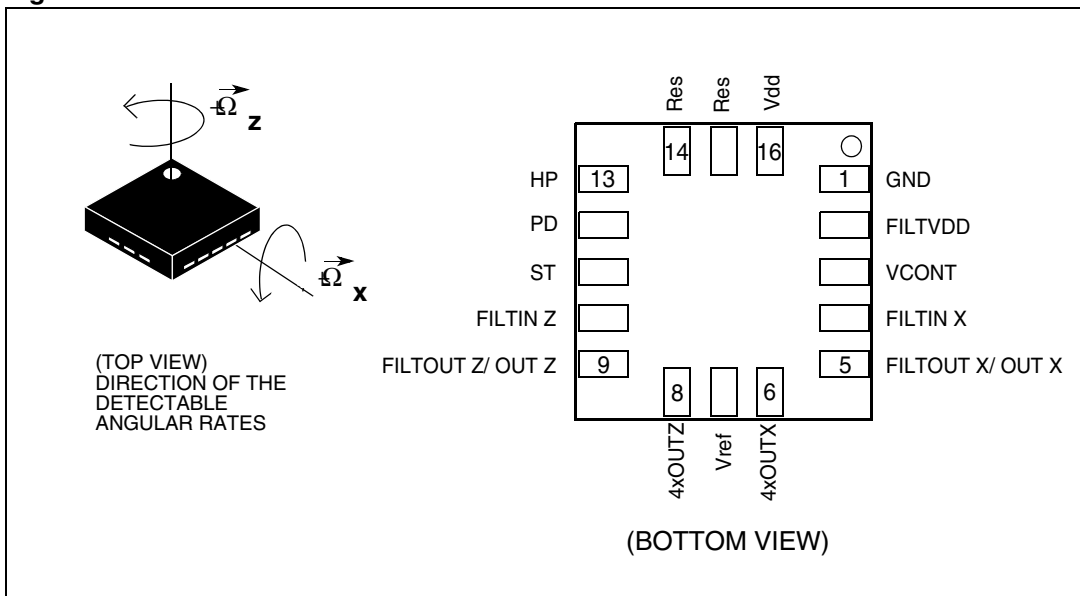 +Ω z
+Ω x
(TOP VIEW)
DIRECTION OF THE
DETECTABLE
ANGULAR RATES
Res Res Vdd
14 16
HP 13 1 GND
PD FILTVDD
ST VCONT
FILTIN Z FILTIN X
FILTOUT Z/ OUT Z 9 5 FILTOUT X/ OUT X
8 6
4xOUTZ Vref 4xOUTX
(BOTTOM VIEW)